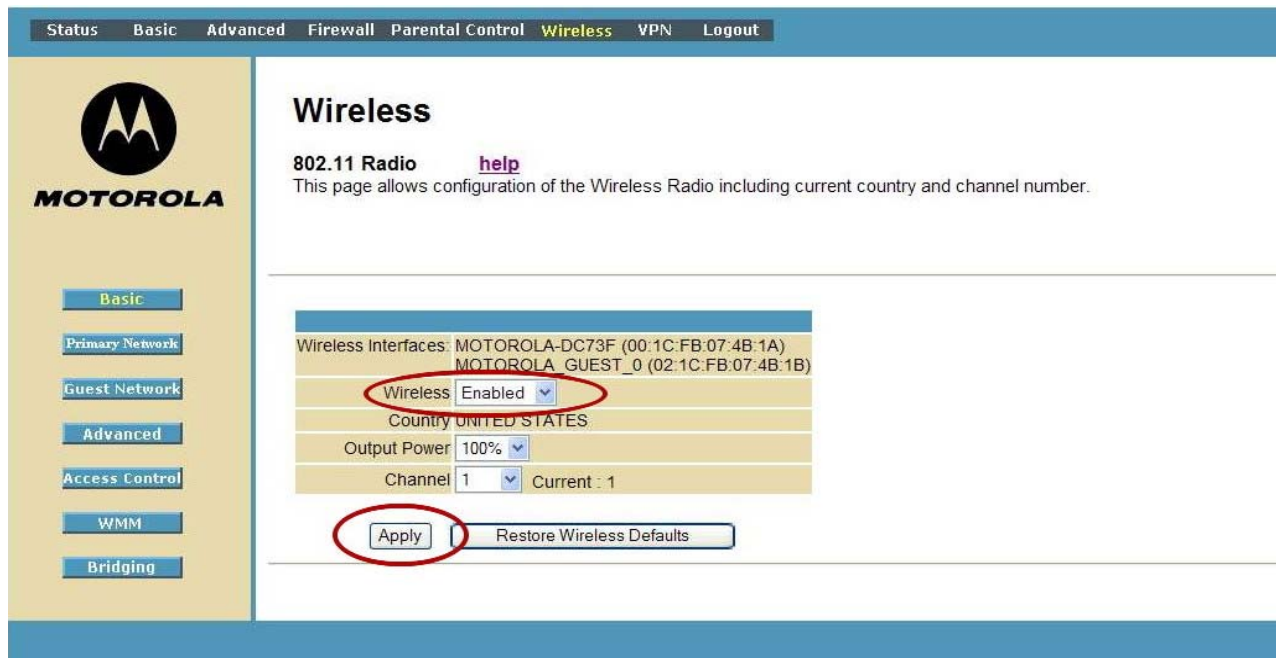 Status Basic Advanced Firewall Parental Control Wireless VPN Logout
MOTOROLA
Basic
Primary Network
Guest Network
Advanced
Access Control
WMM
Bridging
Wireless
802.11 Radio help
This page allows configuration of the Wireless Radio including current country and channel number.
Wireless Interfaces: MOTOROLA-DC73F (00:1C:FB:07:4B:1A)
MOTOROLA_GUEST_0 (02:1C:FB:07:4B:1B)
Wireless Enabled
Country UNITED STATES
Output Power 100%
Channel 1 Current : 1
Apply Restore Wireless Defaults